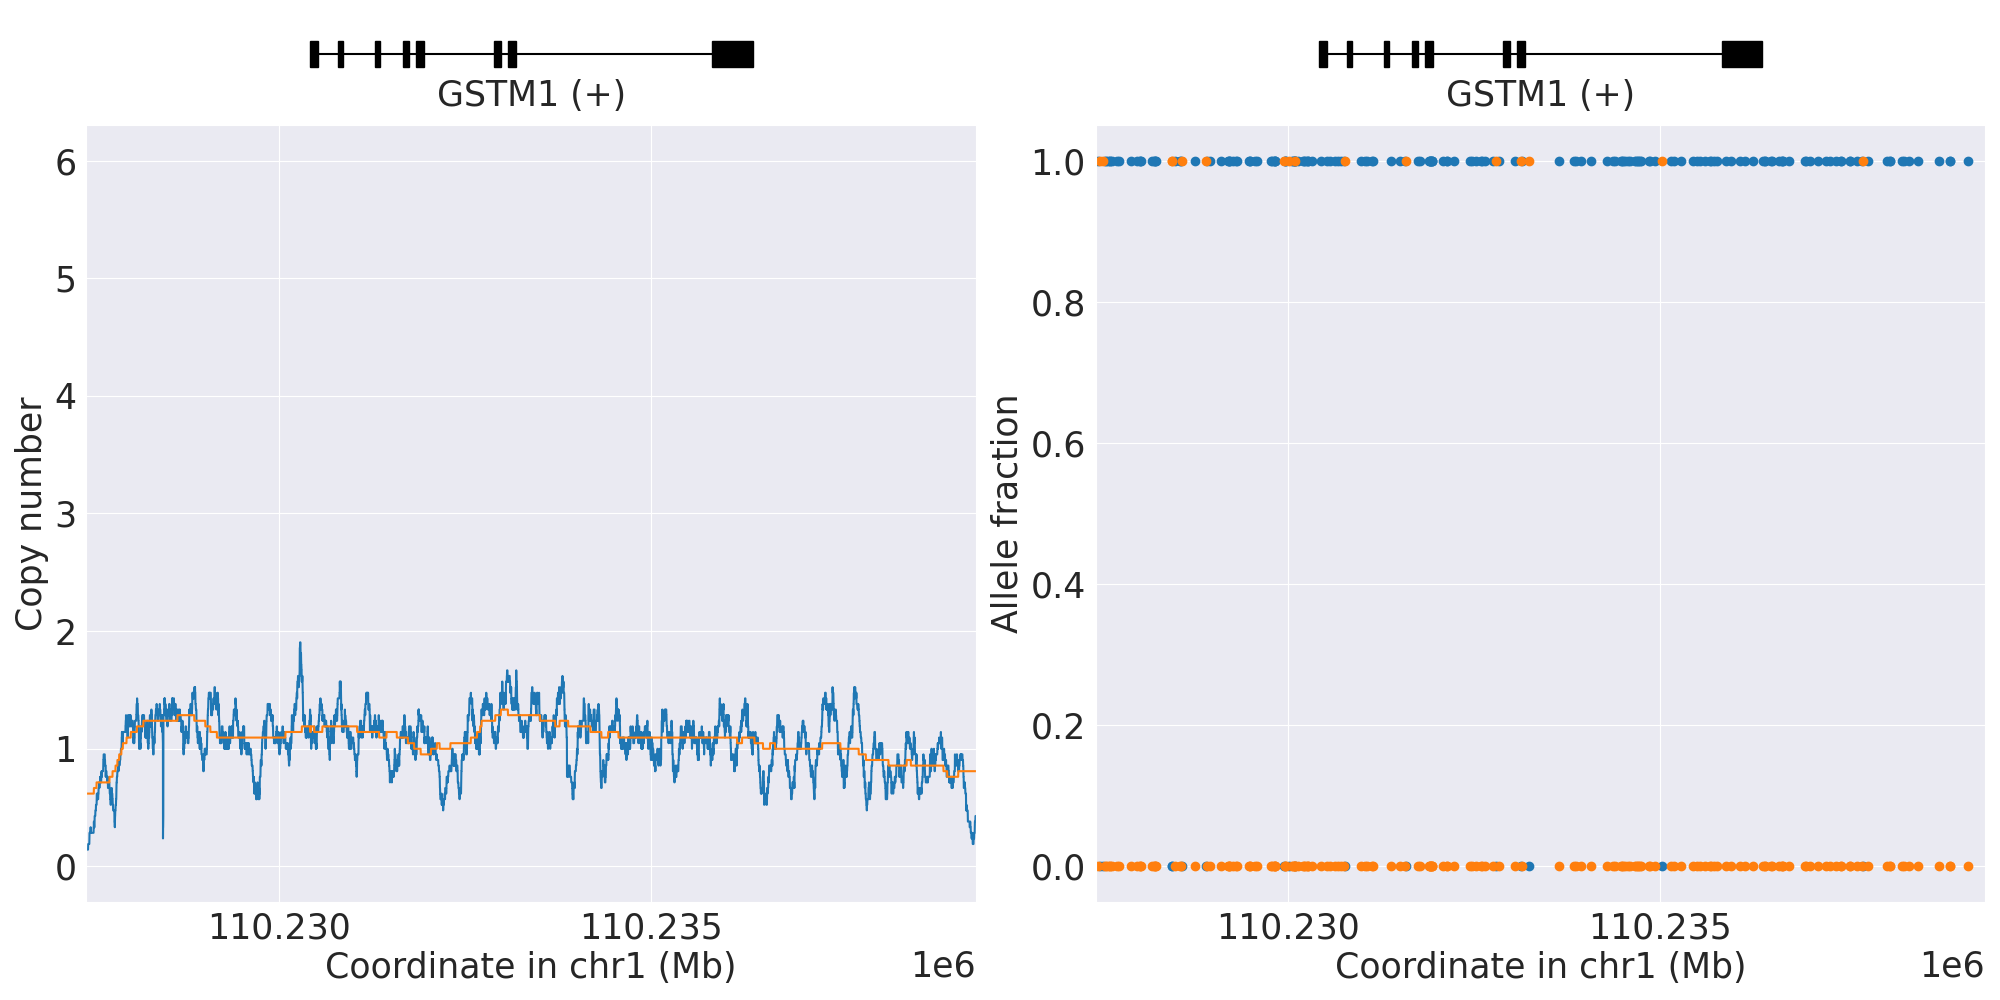 GSTM1 (+)
6
5
4
3
2
1
0
Copy number
110.230
110.235
Coordinate in chr1 (Mb)
1e6
GSTM1 (+)
1.0
0.8
0.6
0.4
0.2
0.0
Allele fraction
110.230
110.235
Coordinate in chr1 (Mb)
1e6